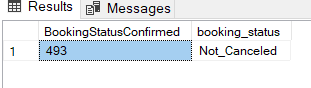 Results Messages
BookingStatusConfirmed booking_status
1 493 Not_Canceled